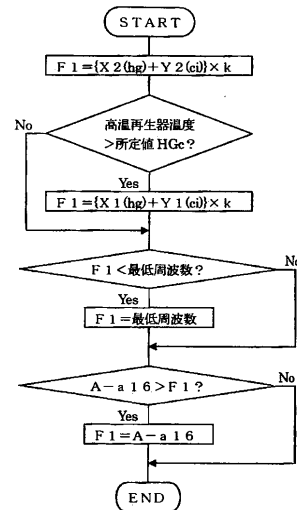 START
F1={X2(hg)+Y2(ci)}×k
高温再生器温度
>所定値HGc?
No
Yes
F1={X1(hg)+Y1(ci)}×k
F1<最低周波数?
No
Yes
F1=最低周波数
A-a16>F1?
No
Yes
F1=A-a16
END